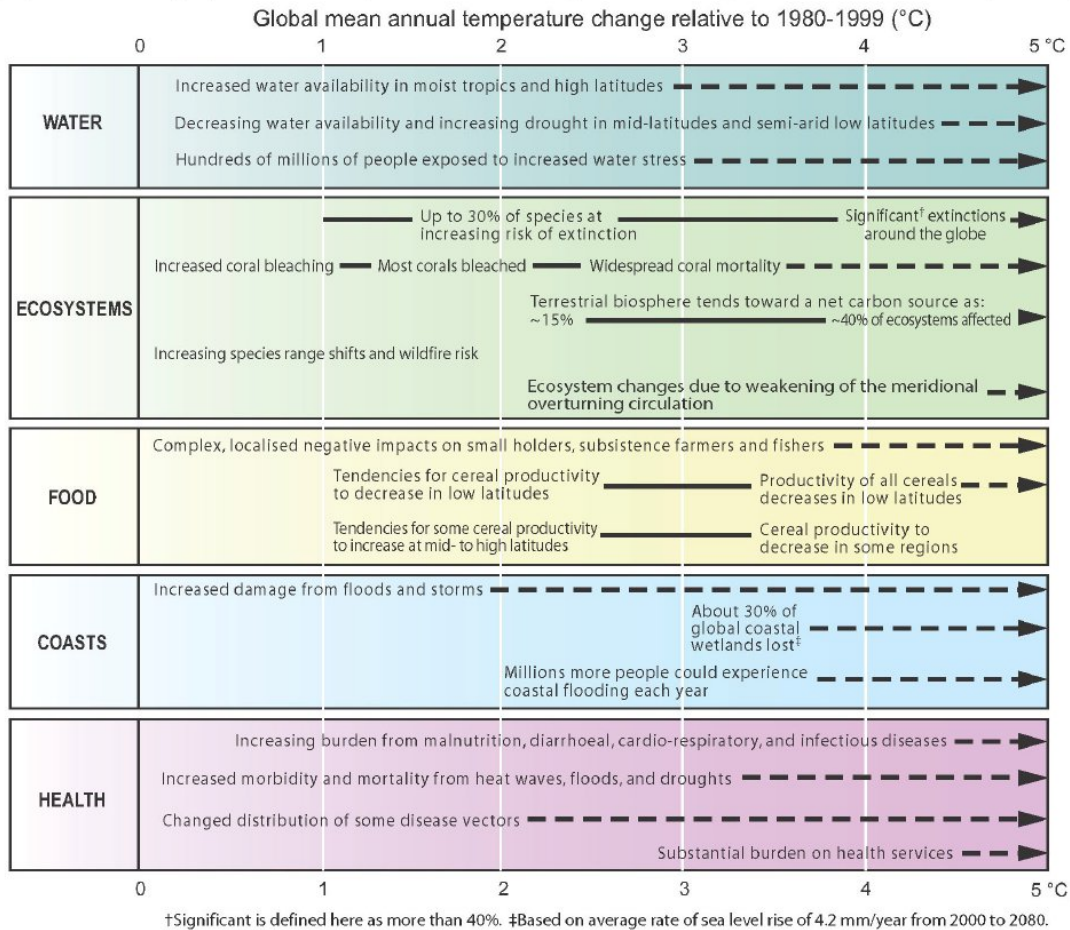 Global mean annual temperature change relative to 1980-1999 (°C)
0 1 2 3 4 5 °C
WATER
Increased water availability in moist tropics and high latitudes
Decreasing water availability and increasing drought in mid-latitudes and semi-arid low latitudes
Hundreds of millions of people exposed to increased water stress
ECOSYSTEMS
Up to 30% of species at
increasing risk of extinction
Significant† extinctions
around the globe
Increased coral bleaching Most corals bleached Widespread coral mortality
Terrestrial biosphere tends toward a net carbon source as:
~15% ~40% of ecosystems affected
Increasing species range shifts and wildfire risk
Ecosystem changes due to weakening of the meridional
overturning circulation
FOOD
Complex, localised negative impacts on small holders, subsistence farmers and fishers
Tendencies for cereal productivity
to decrease in low latitudes
Productivity of all cereals
decreases in low latitudes
Tendencies for some cereal productivity
to increase at mid- to high latitudes
Cereal productivity to
decrease in some regions
COASTS
Increased damage from floods and storms
About 30% of
global coastal
wetlands lost‡
Millions more people could experience
coastal flooding each year
HEALTH
Increasing burden from malnutrition, diarrhoeal, cardio-respiratory, and infectious diseases
Increased morbidity and mortality from heat waves, floods, and droughts
Changed distribution of some disease vectors
Substantial burden on health services
0 1 2 3 4 5 °C
†Significant is defined here as more than 40%. ‡Based on average rate of sea level rise of 4.2 mm/year from 2000 to 2080.